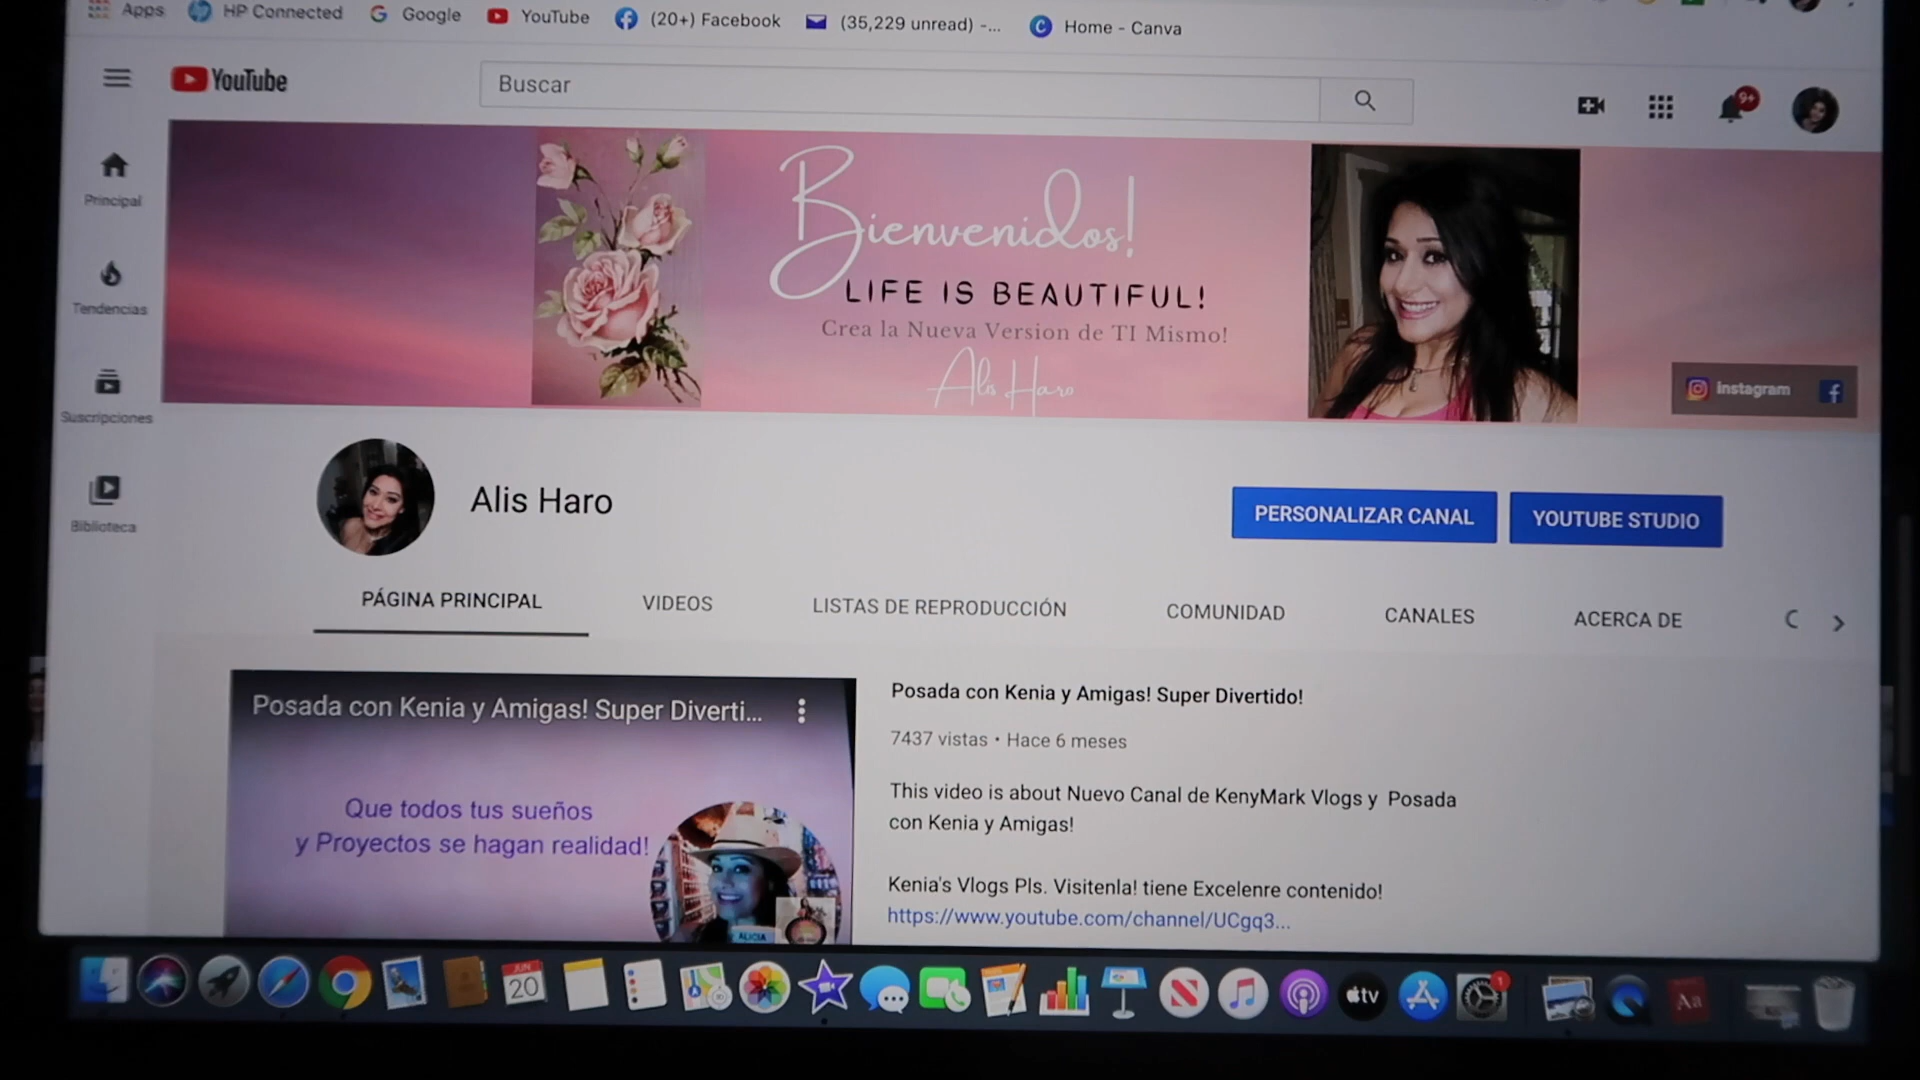 Apps HP Connected Google YouTube (20+) Facebook (35,229 unread) -... Home - Canva
YouTube
Buscar
9+
Principal
Tendencias
Suscripciones
Biblioteca
Bienvenidos!
LIFE IS BEAUTIFUL!
Crea la Nueva Version de TI Mismo!
Alis Haro
Instagram
Alis Haro
PERSONALIZAR CANAL YOUTUBE STUDIO
PÁGINA PRINCIPAL VIDEOS LISTAS DE REPRODUCCIÓN COMUNIDAD CANALES ACERCA DE
Posada con Kenia y Amigas! Super Diverti...
Que todos tus sueños
y Proyectos se hagan realidad!
ALICIA
Posada con Kenia y Amigas! Super Divertido!
7437 vistas • Hace 6 meses
This video is about Nuevo Canal de KenyMark Vlogs y Posada
con Kenia y Amigas!
Kenia's Vlogs Pls. Visitenla! tiene Excelenre contenido!
https://www.youtube.com/channel/UCgq3...
JUN
20
tv
1
Aa